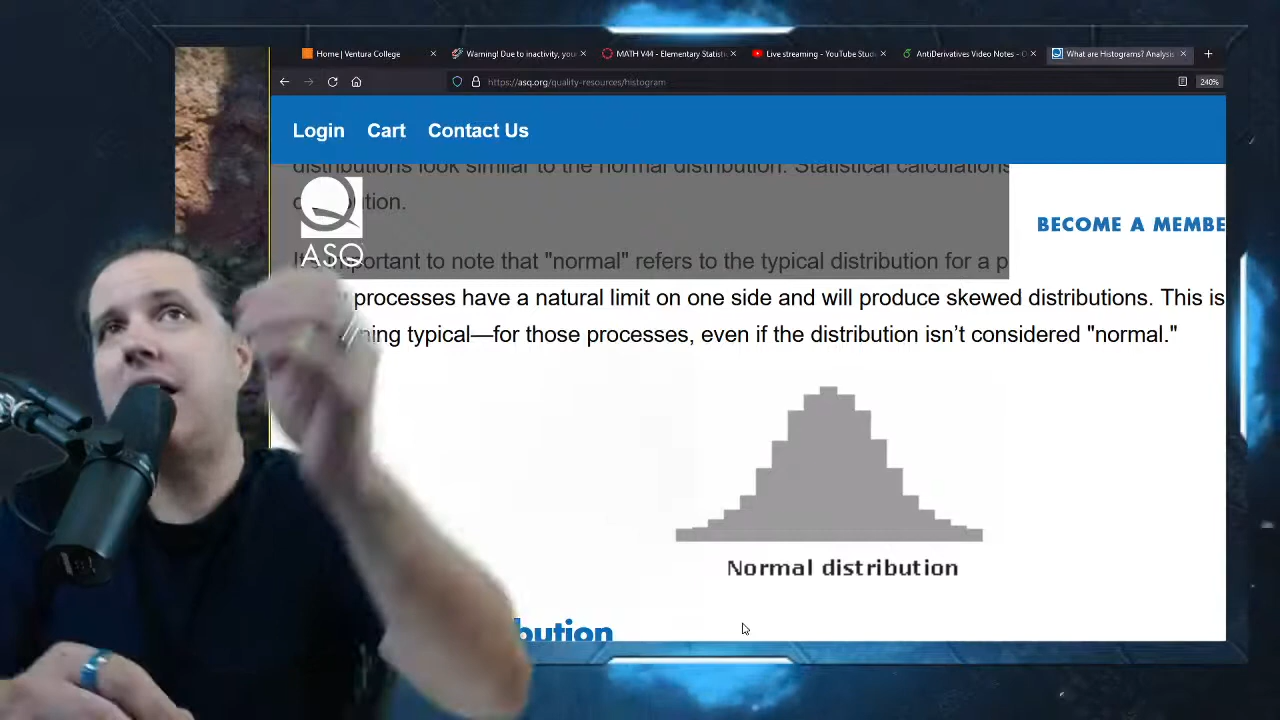 Home | Ventura College
Warning! Due to inactivity, you
MATH V44 - Elementary Statisti
Live streaming - YouTube Stud
AntiDerivatives Video Notes - O
What are Histograms? Analysis
https://asq.org/quality-resources/histogram
240%
Login Cart Contact Us
distributions look similar to the normal distribution. Statistical calculations
tion.
ASQ
BECOME A MEMBE
important to note that "normal" refers to the typical distribution for a p
processes have a natural limit on one side and will produce skewed distributions. This is
ning typical—for those processes, even if the distribution isn’t considered "normal."
Normal distribution
bution